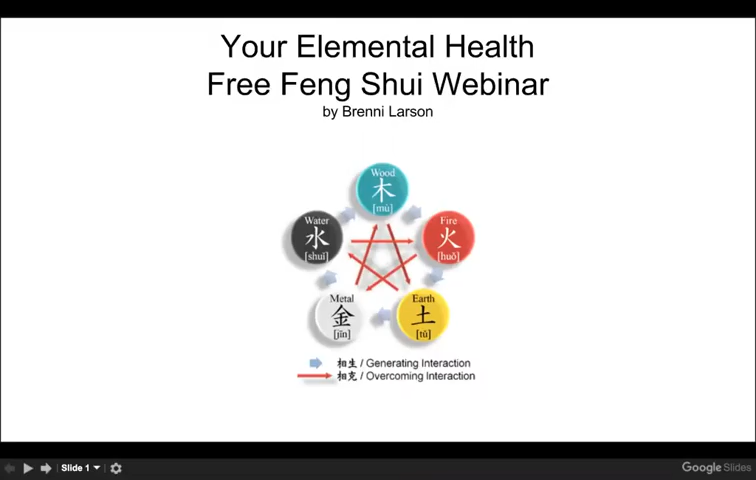 Your Elemental Health
Free Feng Shui Webinar
by Brenni Larson
Wood
木
[mù]
Water
水
[shuǐ]
Fire
火
[huǒ]
Metal
金
[jīn]
Earth
土
[tǔ]
相生 / Generating Interaction
相克 / Overcoming Interaction
Slide 1
Google Slides